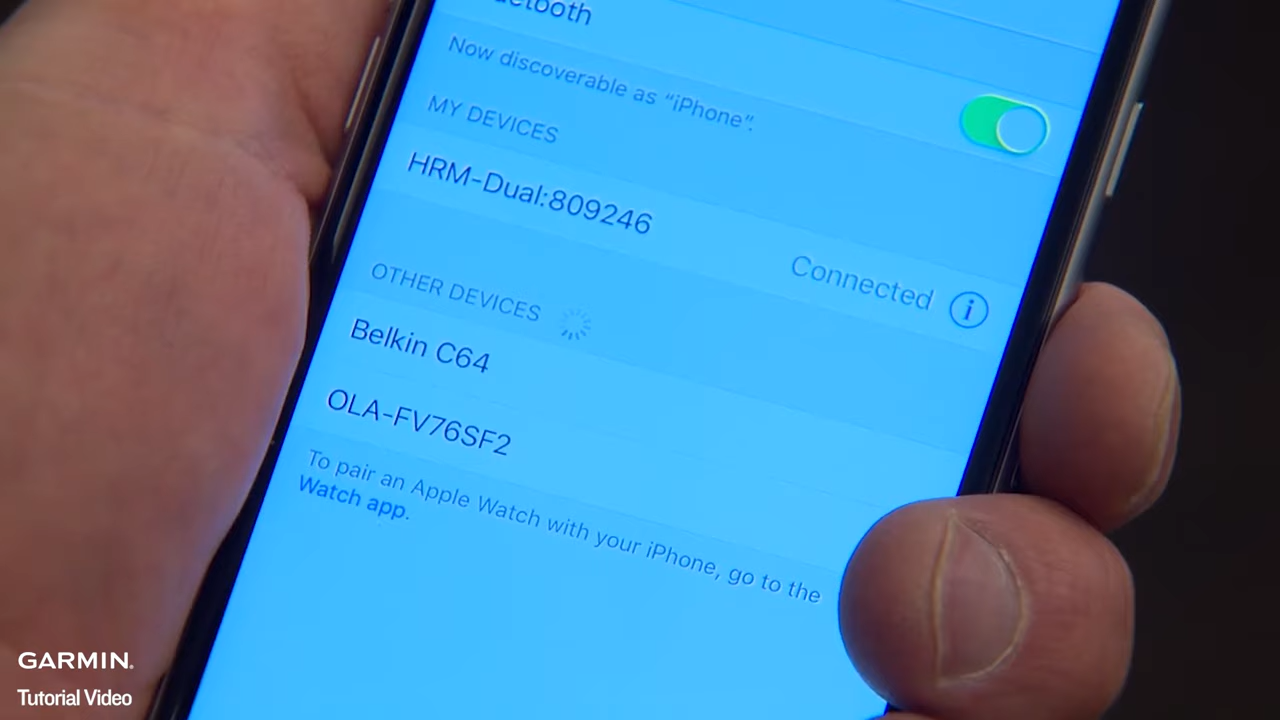 Now discoverable as "iPhone".
MY DEVICES
HRM-Dual:809246
Connected
OTHER DEVICES
Belkin C64
OLA-FV76SF2
To pair an Apple Watch with your iPhone, go to the
Watch app.
GARMIN.
Tutorial Video